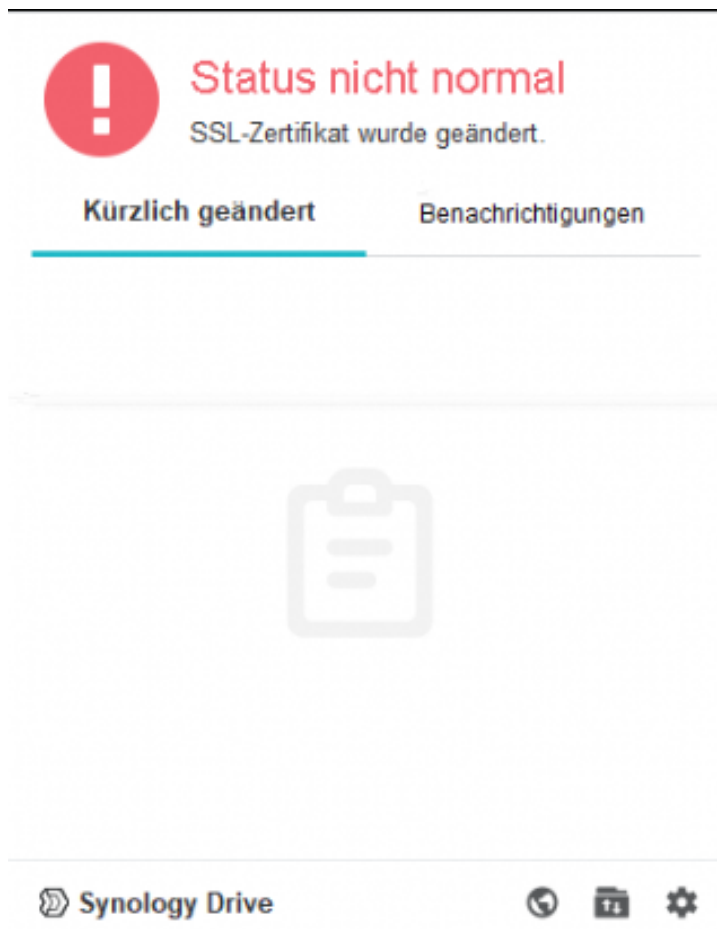 Status nicht normal
SSL-Zertifikat wurde geändert.
Kürzlich geändert
Benachrichtigungen
Synology Drive